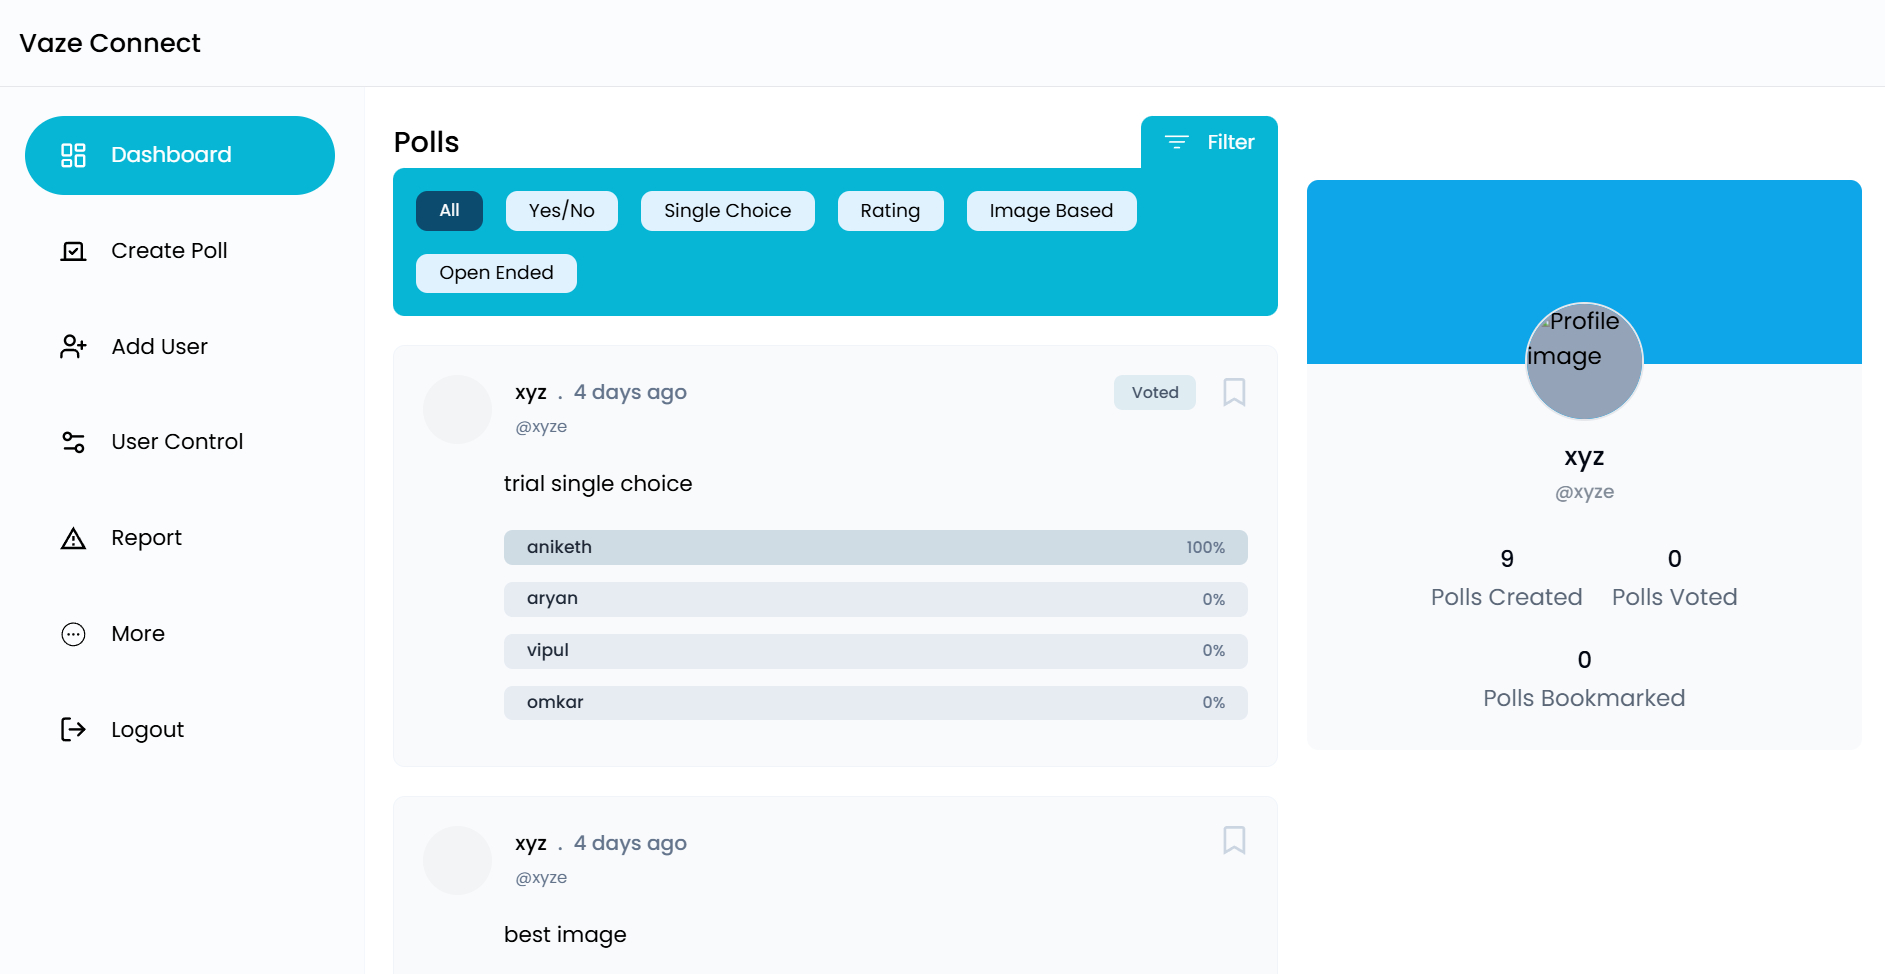 Vaze Connect
Dashboard
Create Poll
Add User
User Control
Report
More
Logout
Polls
Filter
All
Yes/No
Single Choice
Rating
Image Based
Open Ended
xyz . 4 days ago
Voted
@xyze
trial single choice
aniketh 100%
aryan 0%
vipul 0%
omkar 0%
xyz . 4 days ago
@xyze
best image
Profile
image
xyz
@xyze
9 0
Polls Created Polls Voted
0
Polls Bookmarked